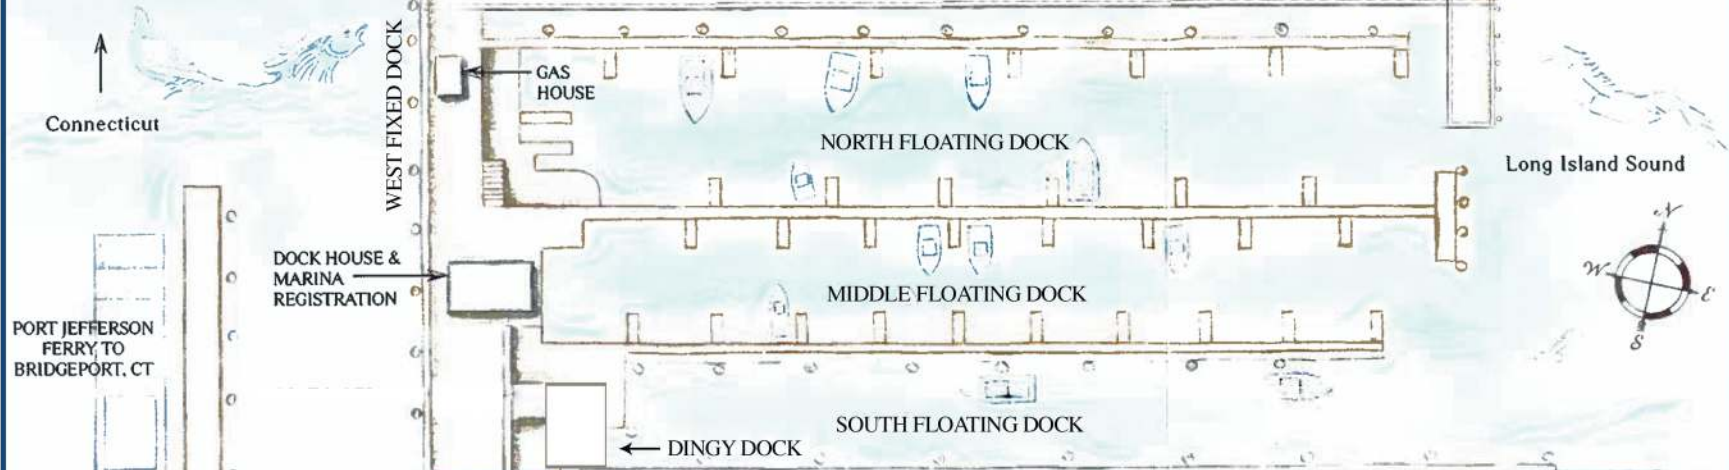 WEST FIXED DOCK
GAS
HOUSE
Connecticut
NORTH FLOATING DOCK
Long Island Sound
N
W
E
S
DOCK HOUSE &
MARINA
REGISTRATION
MIDDLE FLOATING DOCK
PORT JEFFERSON
FERRY TO
BRIDGEPORT, CT
SOUTH FLOATING DOCK
DINGY DOCK